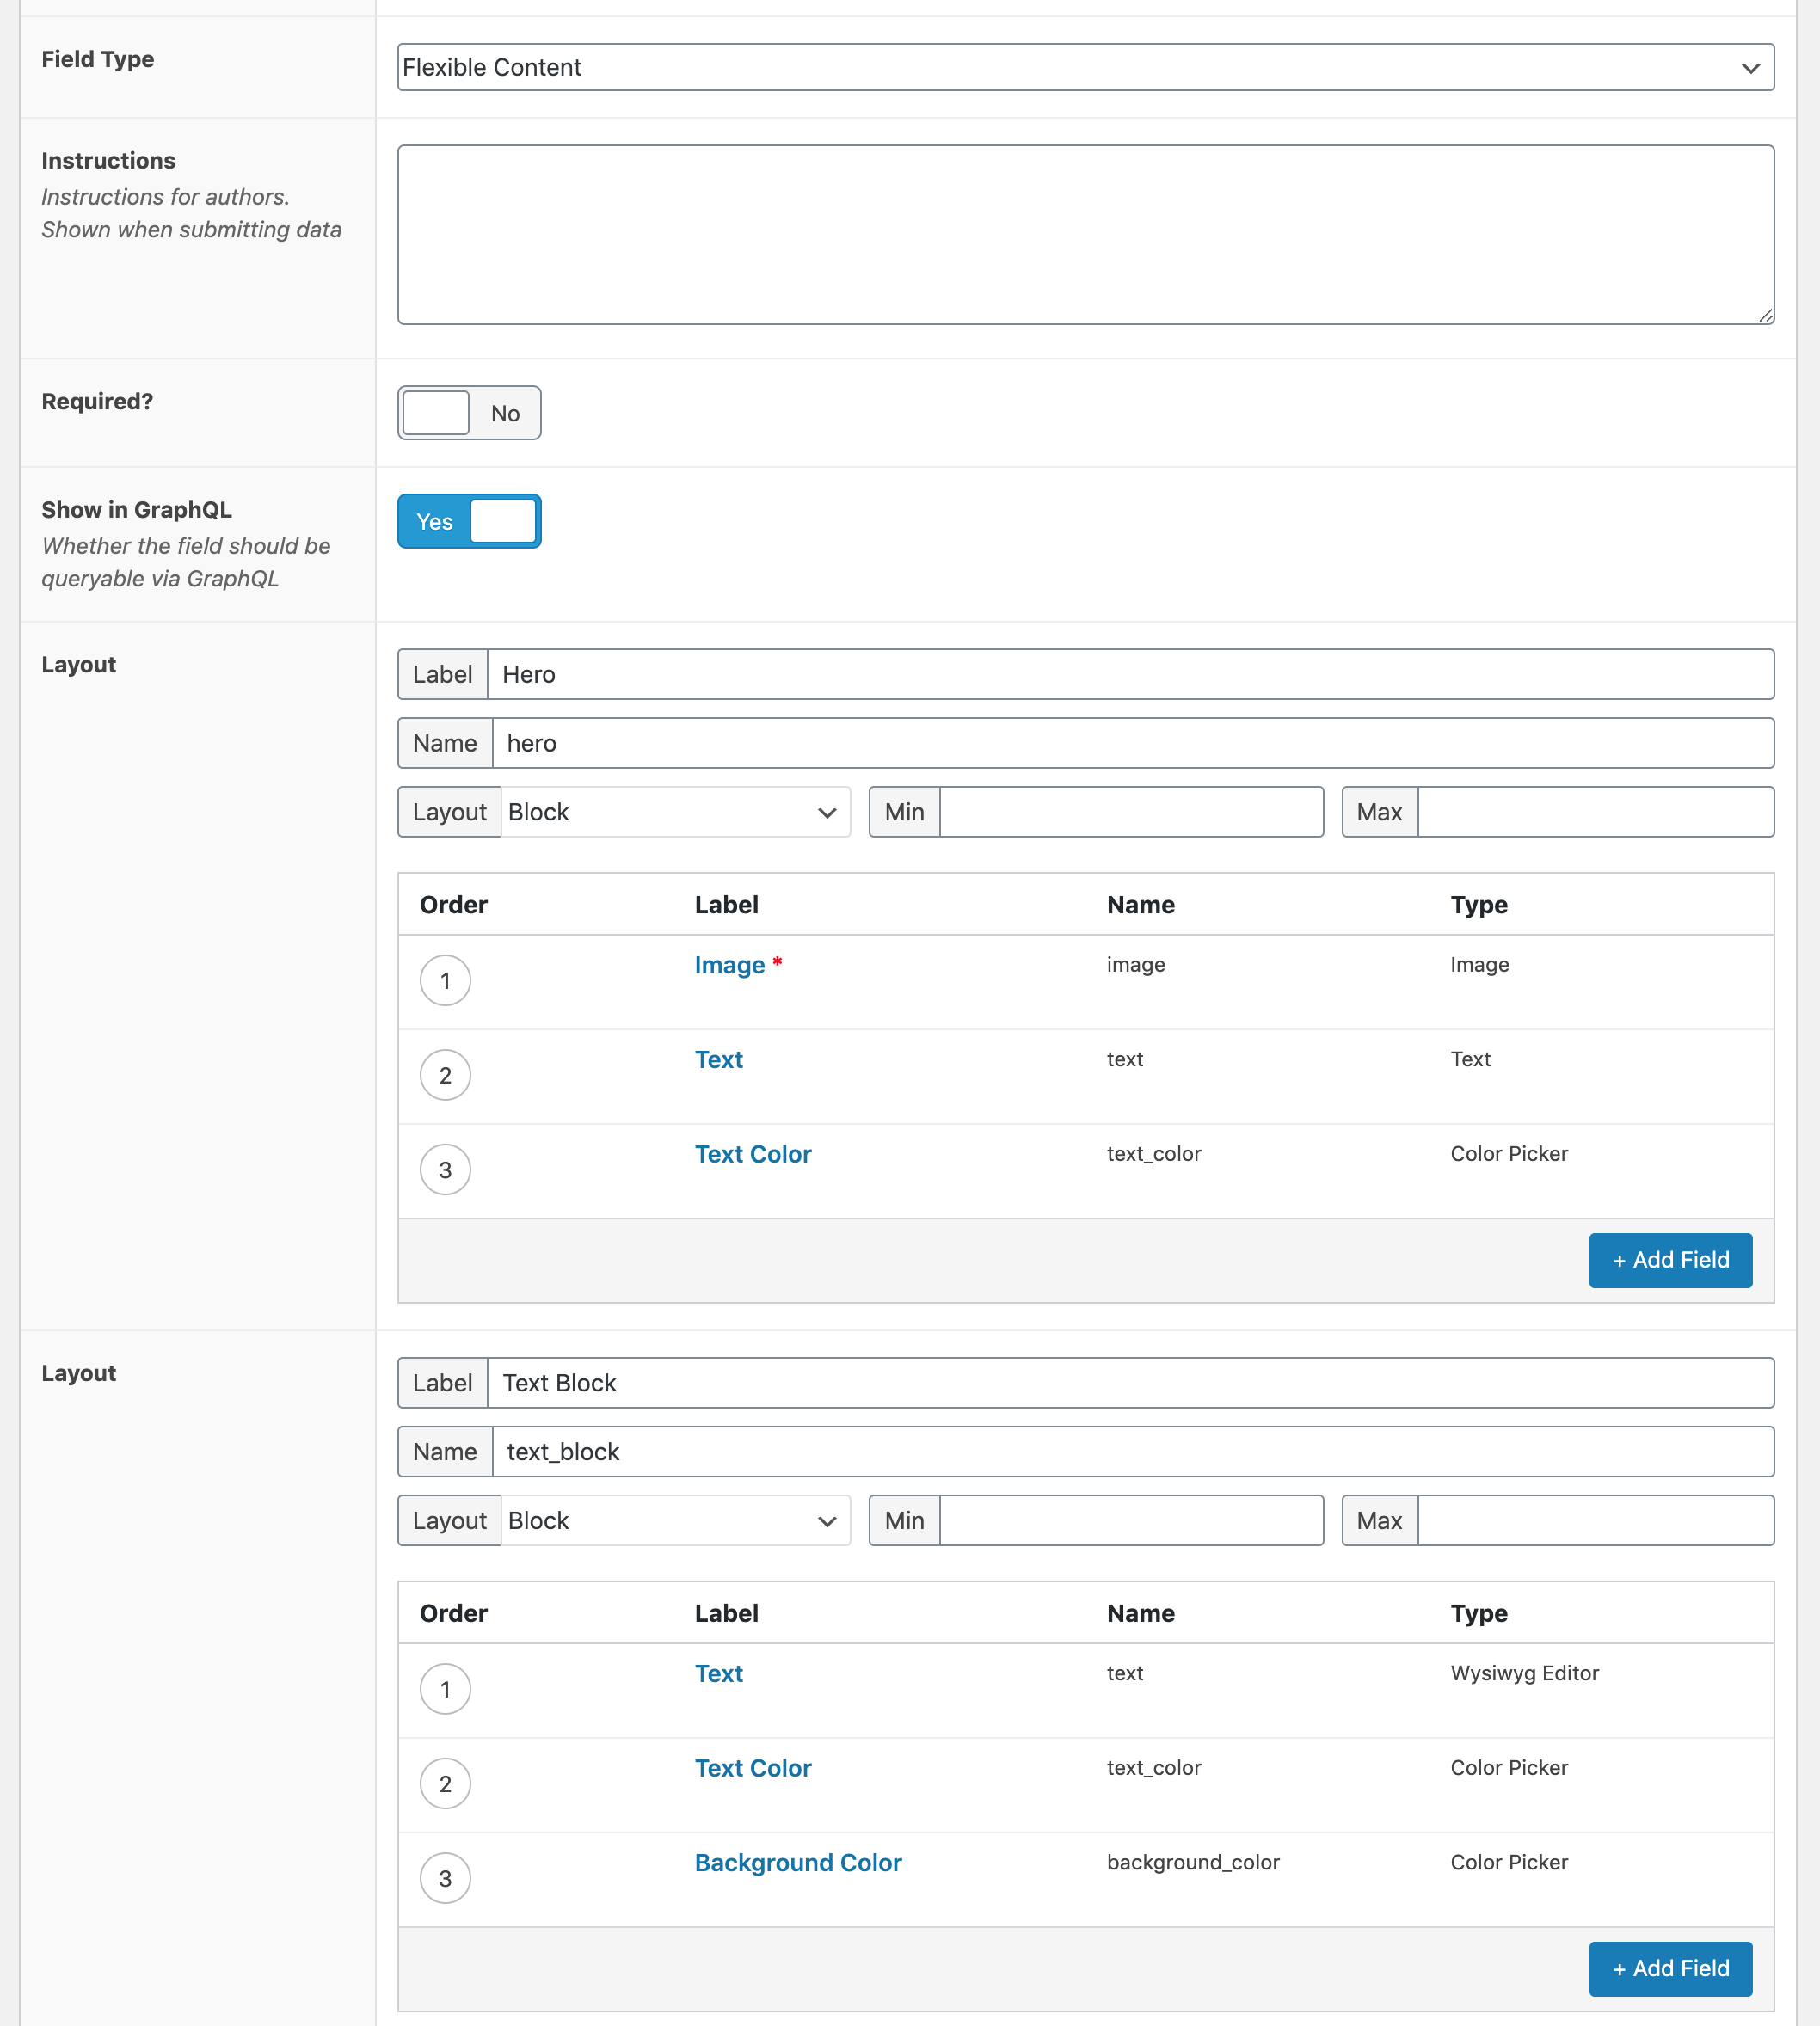 Field Type
Flexible Content
Instructions
Instructions for authors.
Shown when submitting data
Required?
No
Show in GraphQL
Whether the field should be
queryable via GraphQL
Yes
Layout
Label Hero
Name hero
Layout Block Min Max
Order Label Name Type
1 Image * image Image
2 Text text Text
3 Text Color text_color Color Picker
+ Add Field
Layout
Label Text Block
Name text_block
Layout Block Min Max
Order Label Name Type
1 Text text Wysiwyg Editor
2 Text Color text_color Color Picker
3 Background Color background_color Color Picker
+ Add Field